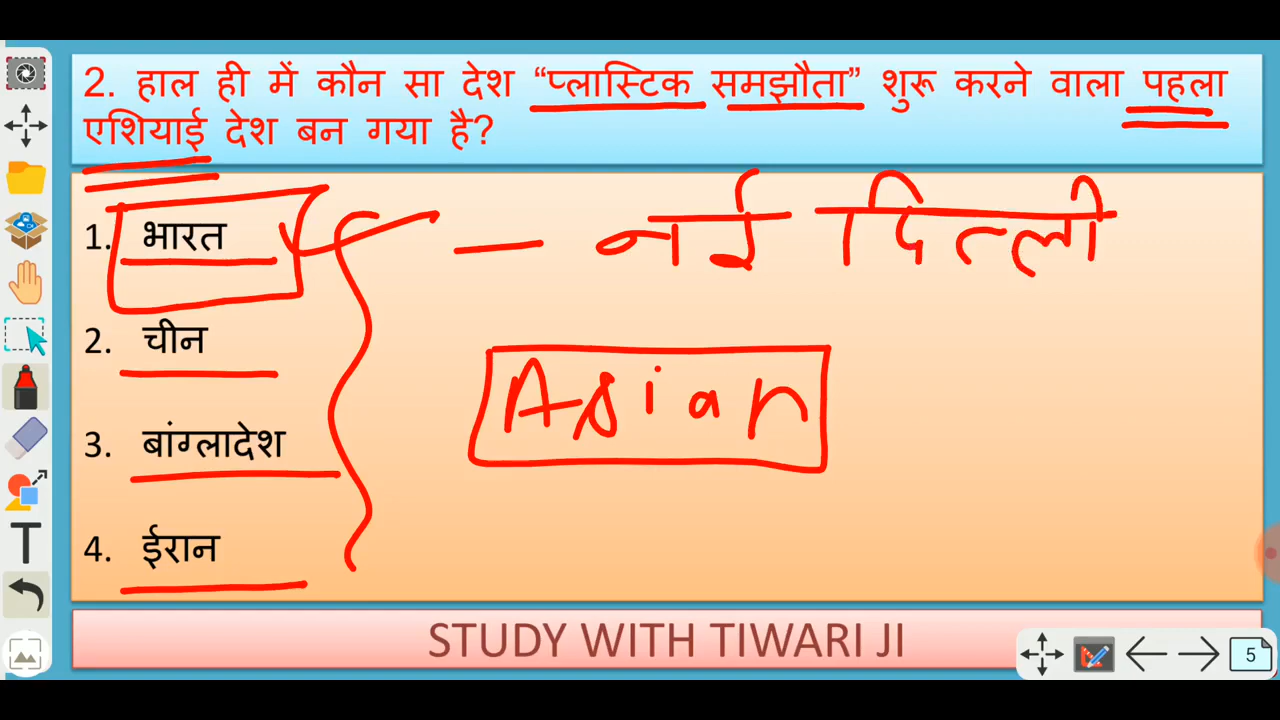 2. हाल ही में कौन सा देश “प्लास्टिक समझौता” शुरू करने वाला पहला
एशियाई देश बन गया है?
1. भारत - नई दिल्ली
2. चीन
Asian
3. बांग्लादेश
4. ईरान
STUDY WITH TIWARI JI
T
5